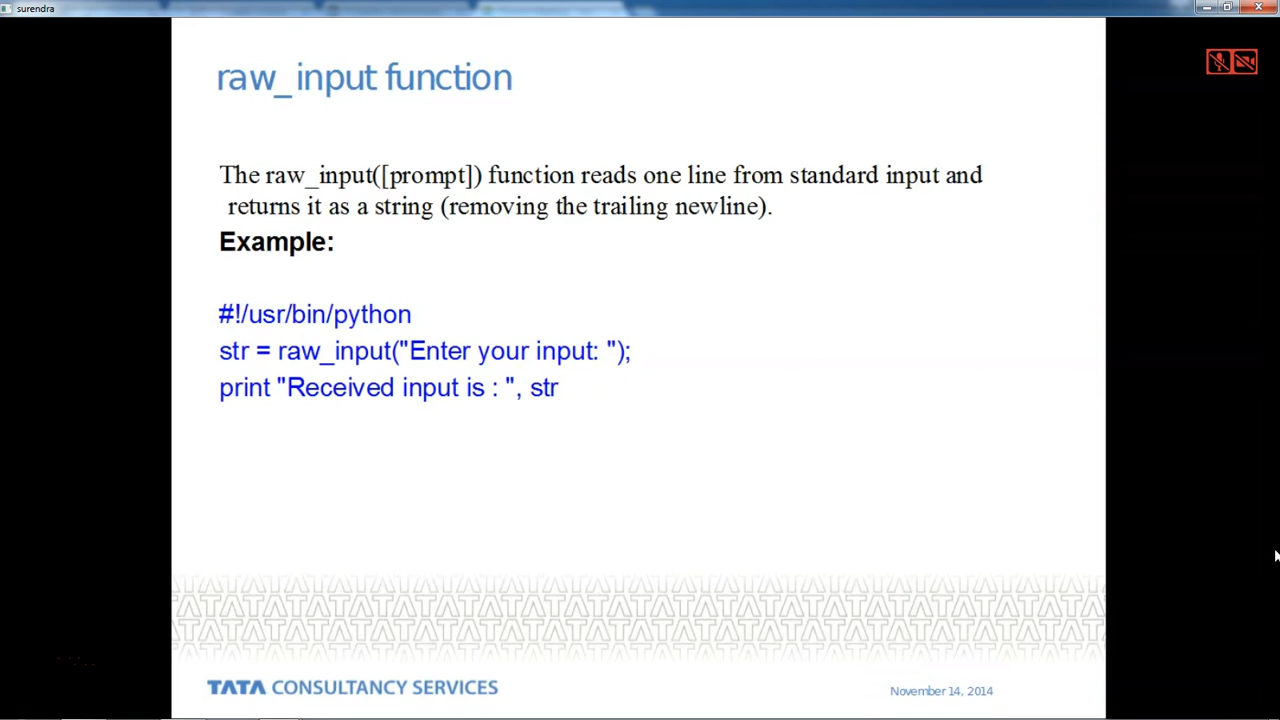 surendra
raw_input function
The raw_input([prompt]) function reads one line from standard input and
returns it as a string (removing the trailing newline).
Example:
#!/usr/bin/python
str = raw_input("Enter your input: ");
print "Received input is : ", str
TATA CONSULTANCY SERVICES
November 14, 2014